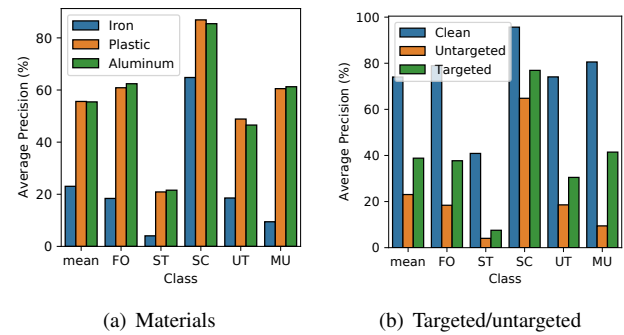 Average Precision (%)
80
60
40
20
0
Iron
Plastic
Aluminum
mean FO ST SC UT MU
Class
(a) Materials
Average Precision (%)
100
80
60
40
20
0
Clean
Untargeted
Targeted
mean FO ST SC UT MU
Class
(b) Targeted/untargeted